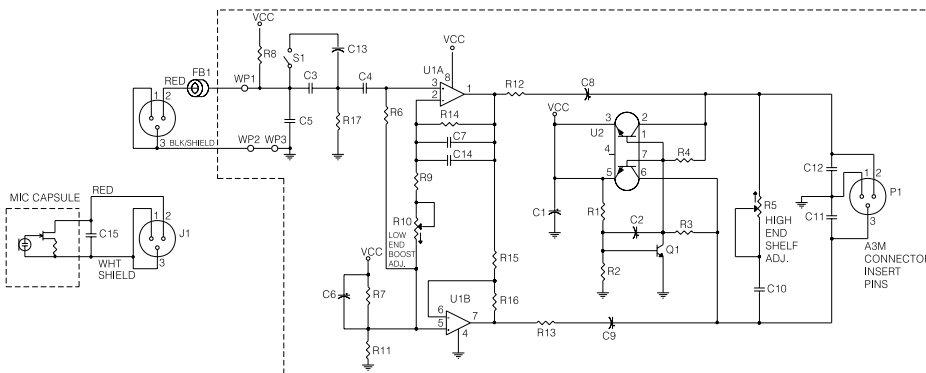 VCC
R8
S1
C13
FB1
RED
WP1
C3
C4
1 2
3
BLK/SHIELD
WP2 WP3
C5
R17
R6
VCC
U1A
8
3
2
1
R12
C8
R14
C7
C14
R9
R10
LOW
END
BOOST
ADJ.
VCC
U2
3 2
1
4
7
5 6
R4
C1
R1
C2
R3
Q1
R2
R5
HIGH
END
SHELF
ADJ.
C12
C11
1 2
3
P1
A3M
CONNECTO
INSERT
PINS
MIC CAPSULE
RED
C15
1 2
3
J1
WHT
SHIELD
VCC
C6
R7
R11
R15
R16
U1B
6
5
7
4
R13
C9
C10